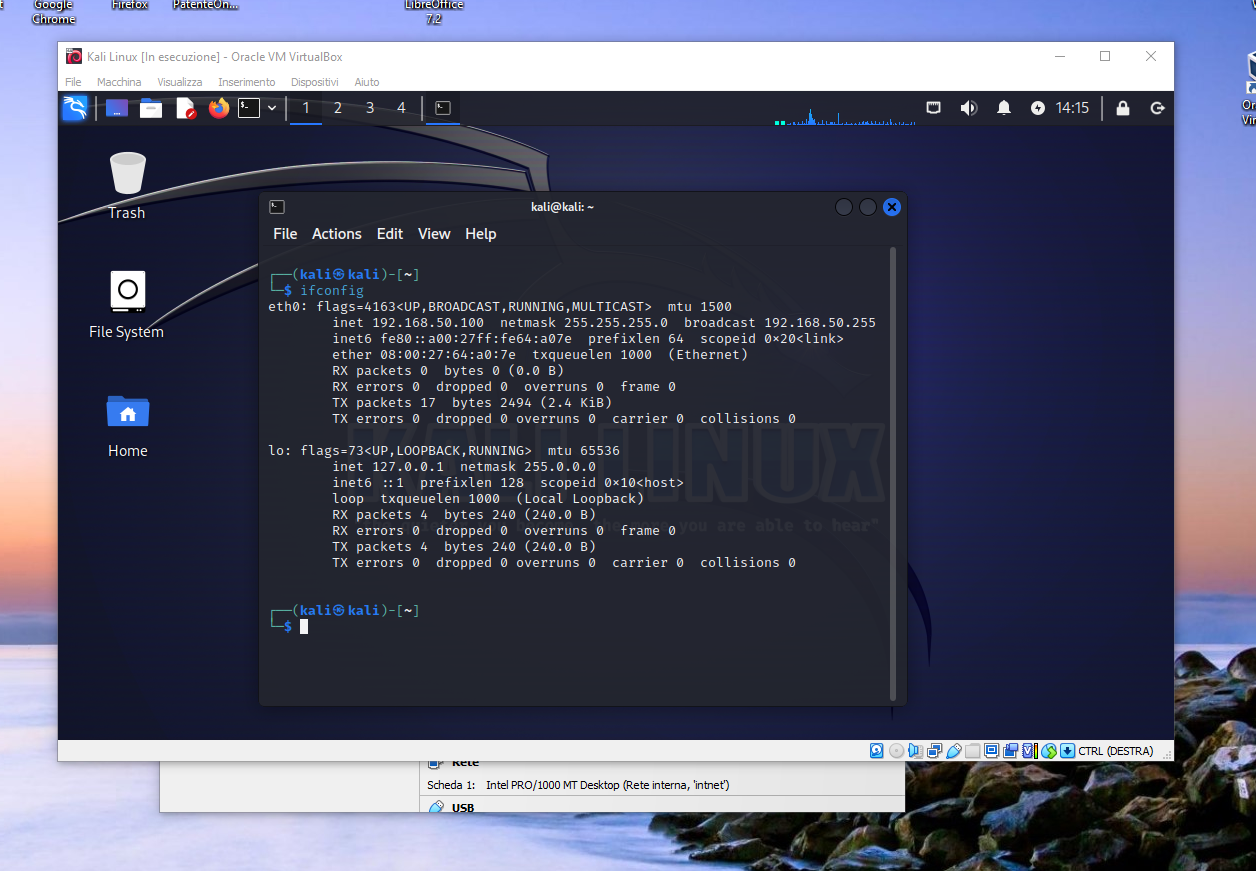 Google
Chrome
Firefox
PatenteOn...
LibreOffice
7.2
Kali Linux [In esecuzione] - Oracle VM VirtualBox
File Macchina Visualizza Inserimento Dispositivi Aiuto
1 2 3 4
14:15
Trash
File System
Home
kali@kali: ~
File Actions Edit View Help
┌──(kali㉿kali)-[~]
└─$ ifconfig
eth0: flags=4163<UP,BROADCAST,RUNNING,MULTICAST>  mtu 1500
        inet 192.168.50.100  netmask 255.255.255.0  broadcast 192.168.50.255
        inet6 fe80::a00:27ff:fe64:a07e  prefixlen 64  scopeid 0×20<link>
        ether 08:00:27:64:a0:7e  txqueuelen 1000  (Ethernet)
        RX packets 0  bytes 0 (0.0 B)
        RX errors 0  dropped 0  overruns 0  frame 0
        TX packets 17  bytes 2494 (2.4 KiB)
        TX errors 0  dropped 0 overruns 0  carrier 0  collisions 0
lo: flags=73<UP,LOOPBACK,RUNNING>  mtu 65536
        inet 127.0.0.1  netmask 255.0.0.0
        inet6 ::1  prefixlen 128  scopeid 0×10<host>
        loop  txqueuelen 1000  (Local Loopback)
        RX packets 4  bytes 240 (240.0 B)
        RX errors 0  dropped 0  overruns 0  frame 0
        TX packets 4  bytes 240 (240.0 B)
        TX errors 0  dropped 0 overruns 0  carrier 0  collisions 0
┌──(kali㉿kali)-[~]
└─$
KALI LINUX
you are able to hear"
CTRL (DESTRA)
Rete
Scheda 1: Intel PRO/1000 MT Desktop (Rete interna, 'intnet')
USB